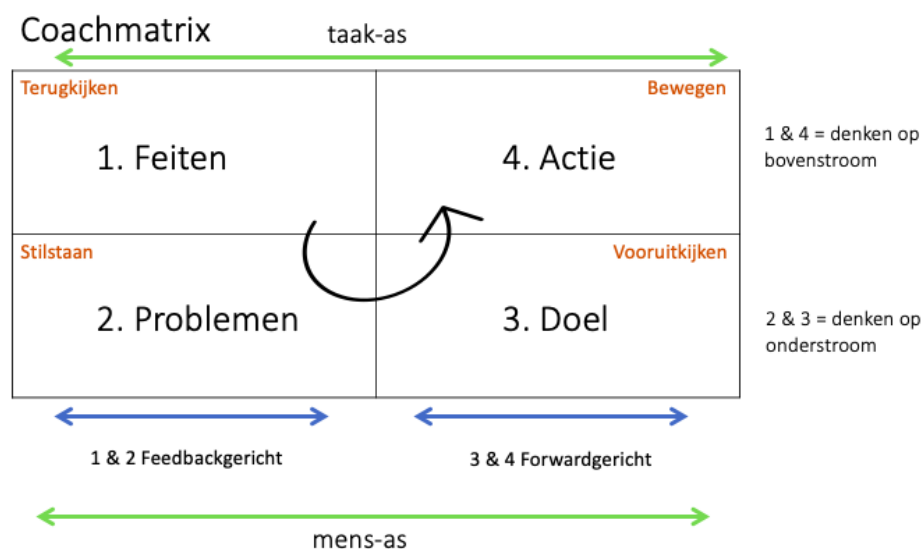 Coachmatrix
taak-as
Terugkijken
Bewegen
1. Feiten
4. Actie
1 & 4 = denken op
bovenstroom
Stilstaan
Vooruitkijken
2. Problemen
3. Doel
2 & 3 = denken op
onderstroom
1 & 2 Feedbackgericht
3 & 4 Forwardgericht
mens-as